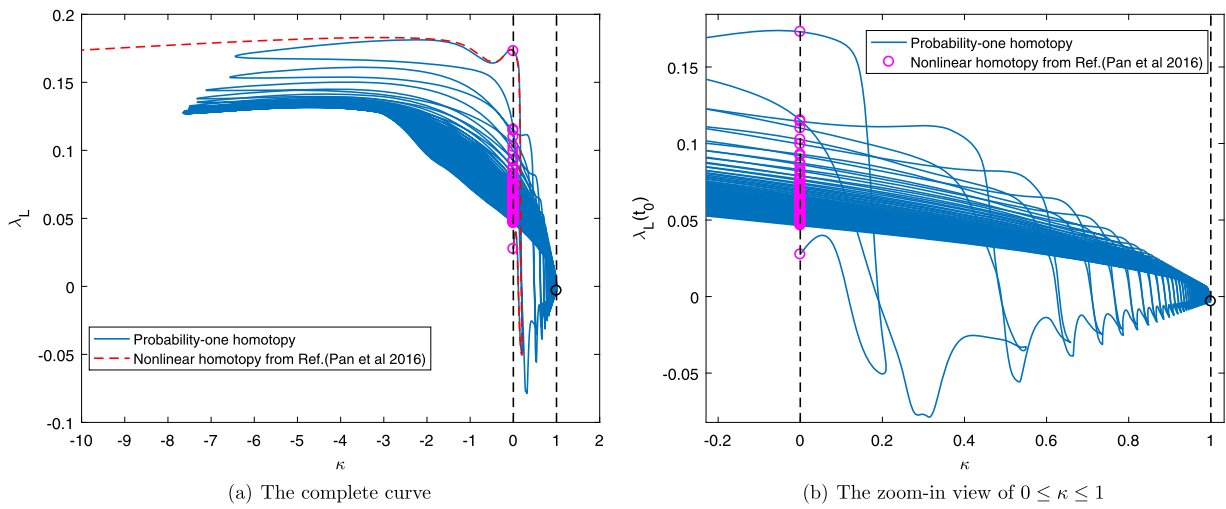 0.2
0.15
0.1
0.05
0
-0.05
-0.1
λ_L
-10 -9 -8 -7 -6 -5 -4 -3 -2 -1 0 1 2
κ
Probability-one homotopy
Nonlinear homotopy from Ref.(Pan et al 2016)
(a) The complete curve
0.15
0.1
0.05
0
-0.05
λ_L(t_0)
-0.2 0 0.2 0.4 0.6 0.8 1
κ
Probability-one homotopy
Nonlinear homotopy from Ref.(Pan et al 2016)
(b) The zoom-in view of 0 ≤ κ ≤ 1